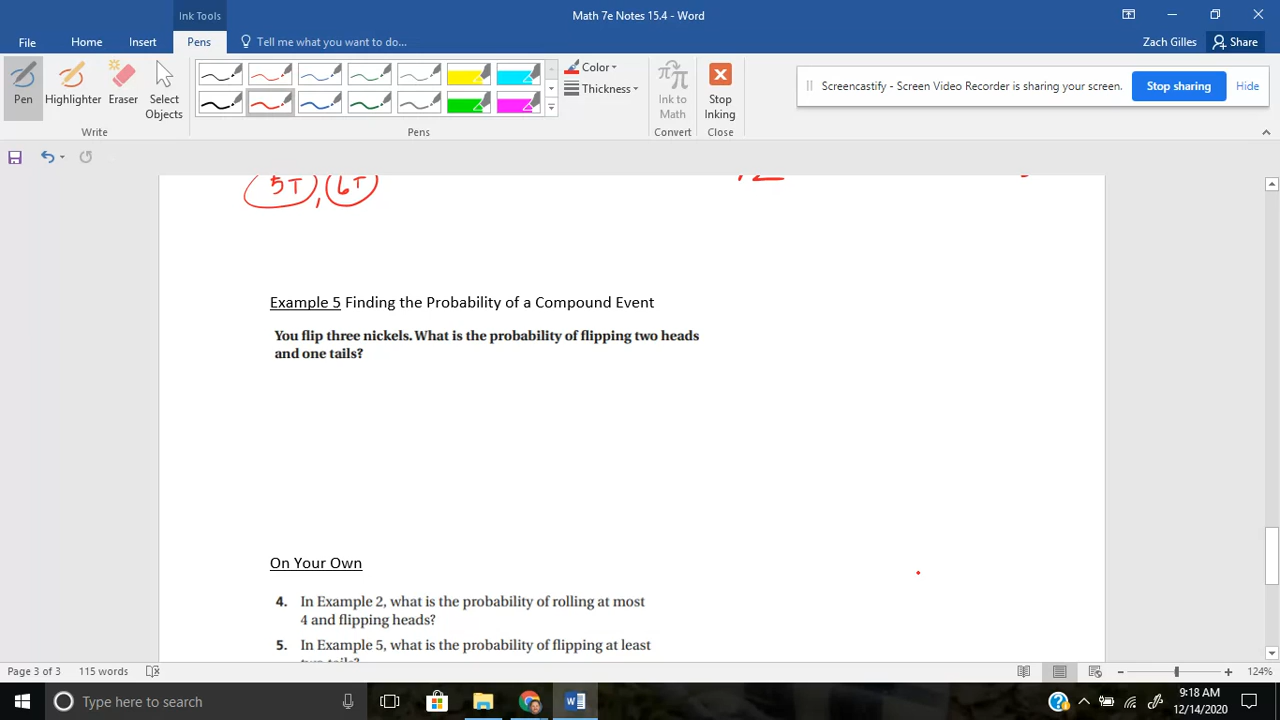 Ink Tools
Math 7e Notes 15.4 - Word
File
Home
Insert
Pens
Tell me what you want to do...
Zach Gilles
Share
Pen
Highlighter
Eraser
Select Objects
Color
Thickness
Ink to Math
Stop Inking
Write
Pens
Convert
Close
Screencastify - Screen Video Recorder is sharing your screen.
Stop sharing
Hide
5T, 6T
Example 5 Finding the Probability of a Compound Event
You flip three nickels. What is the probability of flipping two heads
and one tails?
On Your Own
4. In Example 2, what is the probability of rolling at most
4 and flipping heads?
5. In Example 5, what is the probability of flipping at least
two tails?
Page 3 of 3
115 words
124%
Type here to search
9:18 AM
12/14/2020